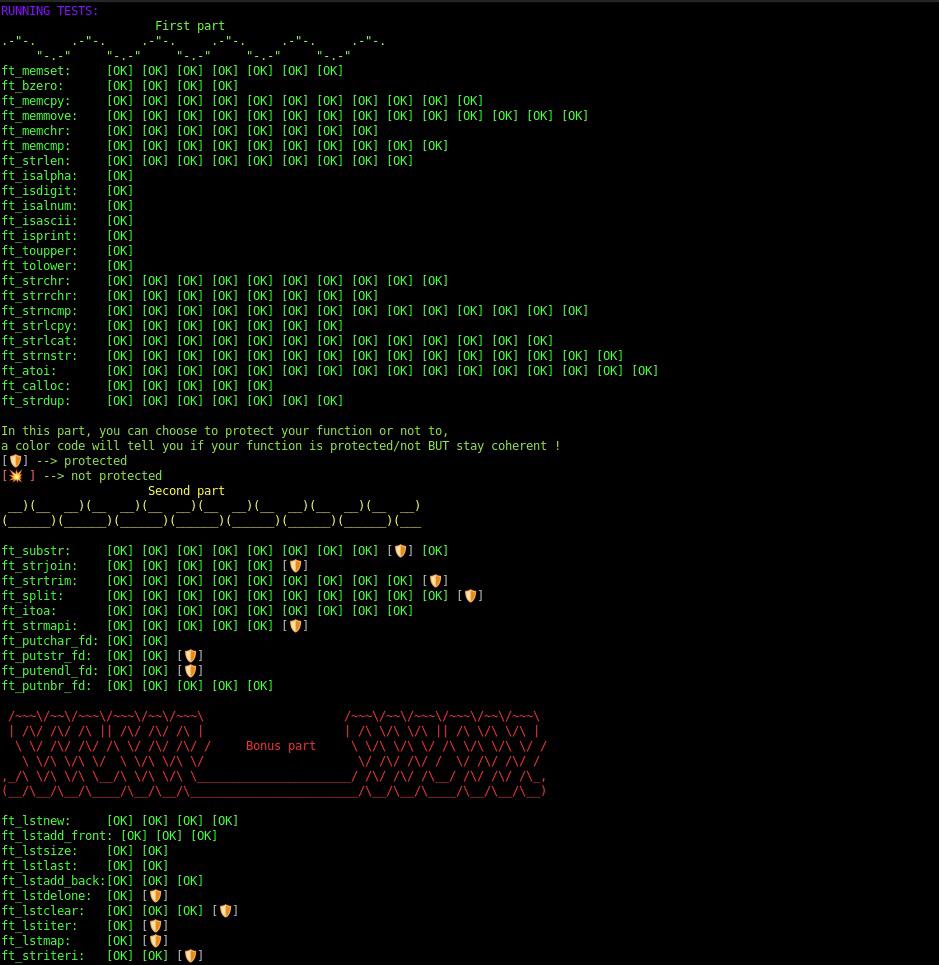 RUNNING TESTS:
First part
ft_memset: [OK] [OK] [OK] [OK] [OK] [OK] [OK]
ft_bzero: [OK] [OK] [OK] [OK]
ft_memcpy: [OK] [OK] [OK] [OK] [OK] [OK] [OK] [OK] [OK] [OK] [OK]
ft_memmove: [OK] [OK] [OK] [OK] [OK] [OK] [OK] [OK] [OK] [OK] [OK] [OK] [OK] [OK]
ft_memchr: [OK] [OK] [OK] [OK] [OK] [OK] [OK] [OK]
ft_memcmp: [OK] [OK] [OK] [OK] [OK] [OK] [OK] [OK] [OK] [OK]
ft_strlen: [OK] [OK] [OK] [OK] [OK] [OK] [OK] [OK] [OK]
ft_isalpha: [OK]
ft_isdigit: [OK]
ft_isalnum: [OK]
ft_isascii: [OK]
ft_isprint: [OK]
ft_toupper: [OK]
ft_tolower: [OK]
ft_strchr: [OK] [OK] [OK] [OK] [OK] [OK] [OK] [OK] [OK] [OK]
ft_strrchr: [OK] [OK] [OK] [OK] [OK] [OK] [OK] [OK]
ft_strncmp: [OK] [OK] [OK] [OK] [OK] [OK] [OK] [OK] [OK] [OK] [OK] [OK] [OK] [OK]
ft_strlcpy: [OK] [OK] [OK] [OK] [OK] [OK] [OK]
ft_strlcat: [OK] [OK] [OK] [OK] [OK] [OK] [OK] [OK] [OK] [OK] [OK] [OK] [OK]
ft_strnstr: [OK] [OK] [OK] [OK] [OK] [OK] [OK] [OK] [OK] [OK] [OK] [OK] [OK] [OK] [OK]
ft_atoi: [OK] [OK] [OK] [OK] [OK] [OK] [OK] [OK] [OK] [OK] [OK] [OK] [OK] [OK] [OK] [OK]
ft_calloc: [OK] [OK] [OK] [OK] [OK]
ft_strdup: [OK] [OK] [OK] [OK] [OK] [OK] [OK]
In this part, you can choose to protect your function or not to,
a color code will tell you if your function is protected/not BUT stay coherent !
[🛡️] --> protected
[💥 ] --> not protected
Second part
ft_substr: [OK] [OK] [OK] [OK] [OK] [OK] [OK] [OK] [🛡️] [OK]
ft_strjoin: [OK] [OK] [OK] [OK] [OK] [🛡️]
ft_strtrim: [OK] [OK] [OK] [OK] [OK] [OK] [OK] [OK] [OK] [🛡️]
ft_split: [OK] [OK] [OK] [OK] [OK] [OK] [OK] [OK] [OK] [OK] [🛡️]
ft_itoa: [OK] [OK] [OK] [OK] [OK] [OK] [OK] [OK] [OK]
ft_strmapi: [OK] [OK] [OK] [OK] [OK] [🛡️]
ft_putchar_fd: [OK] [OK]
ft_putstr_fd: [OK] [OK] [🛡️]
ft_putendl_fd: [OK] [OK] [🛡️]
ft_putnbr_fd: [OK] [OK] [OK] [OK] [OK]
Bonus part
ft_lstnew: [OK] [OK] [OK] [OK]
ft_lstadd_front: [OK] [OK] [OK]
ft_lstsize: [OK] [OK]
ft_lstlast: [OK] [OK]
ft_lstadd_back:[OK] [OK] [OK]
ft_lstdelone: [OK] [🛡️]
ft_lstclear: [OK] [OK] [OK] [🛡️]
ft_lstiter: [OK] [🛡️]
ft_lstmap: [OK] [🛡️]
ft_striteri: [OK] [OK] [🛡️]